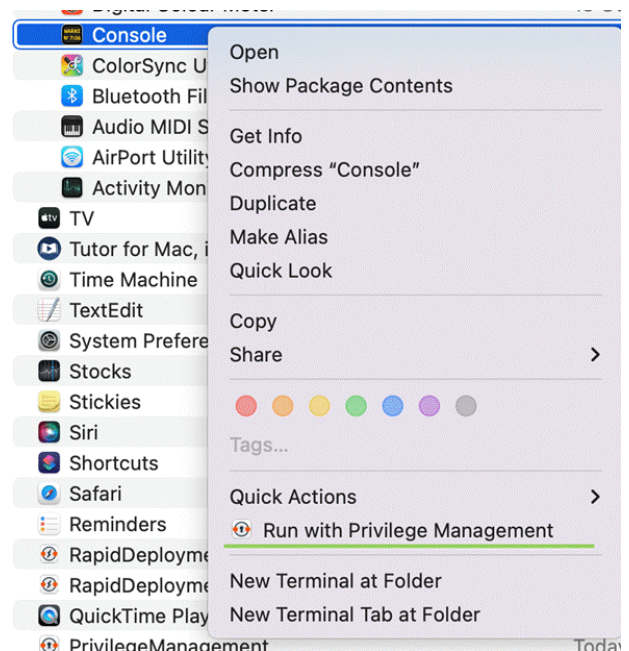 Digital Colour Meter
Console
ColorSync U
Bluetooth Fil
Audio MIDI S
AirPort Utility
Activity Mon
TV
Tutor for Mac, i
Time Machine
TextEdit
System Prefere
Stocks
Stickies
Siri
Shortcuts
Safari
Reminders
RapidDeployme
RapidDeployme
QuickTime Play
PrivilegeManagement
Today
Open
Show Package Contents
Get Info
Compress “Console”
Duplicate
Make Alias
Quick Look
Copy
Share
Tags...
Quick Actions
Run with Privilege Management
New Terminal at Folder
New Terminal Tab at Folder